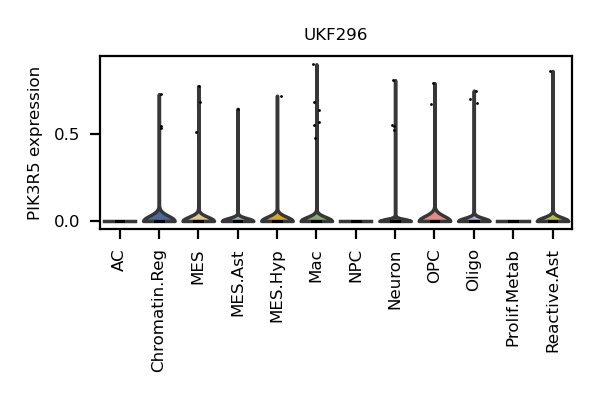 UKF296
PIK3R5 expression
0.5
0.0
AC
Chromatin.Reg
MES
MES.Ast
MES.Hyp
Mac
NPC
Neuron
OPC
Oligo
Prolif.Metab
Reactive.Ast